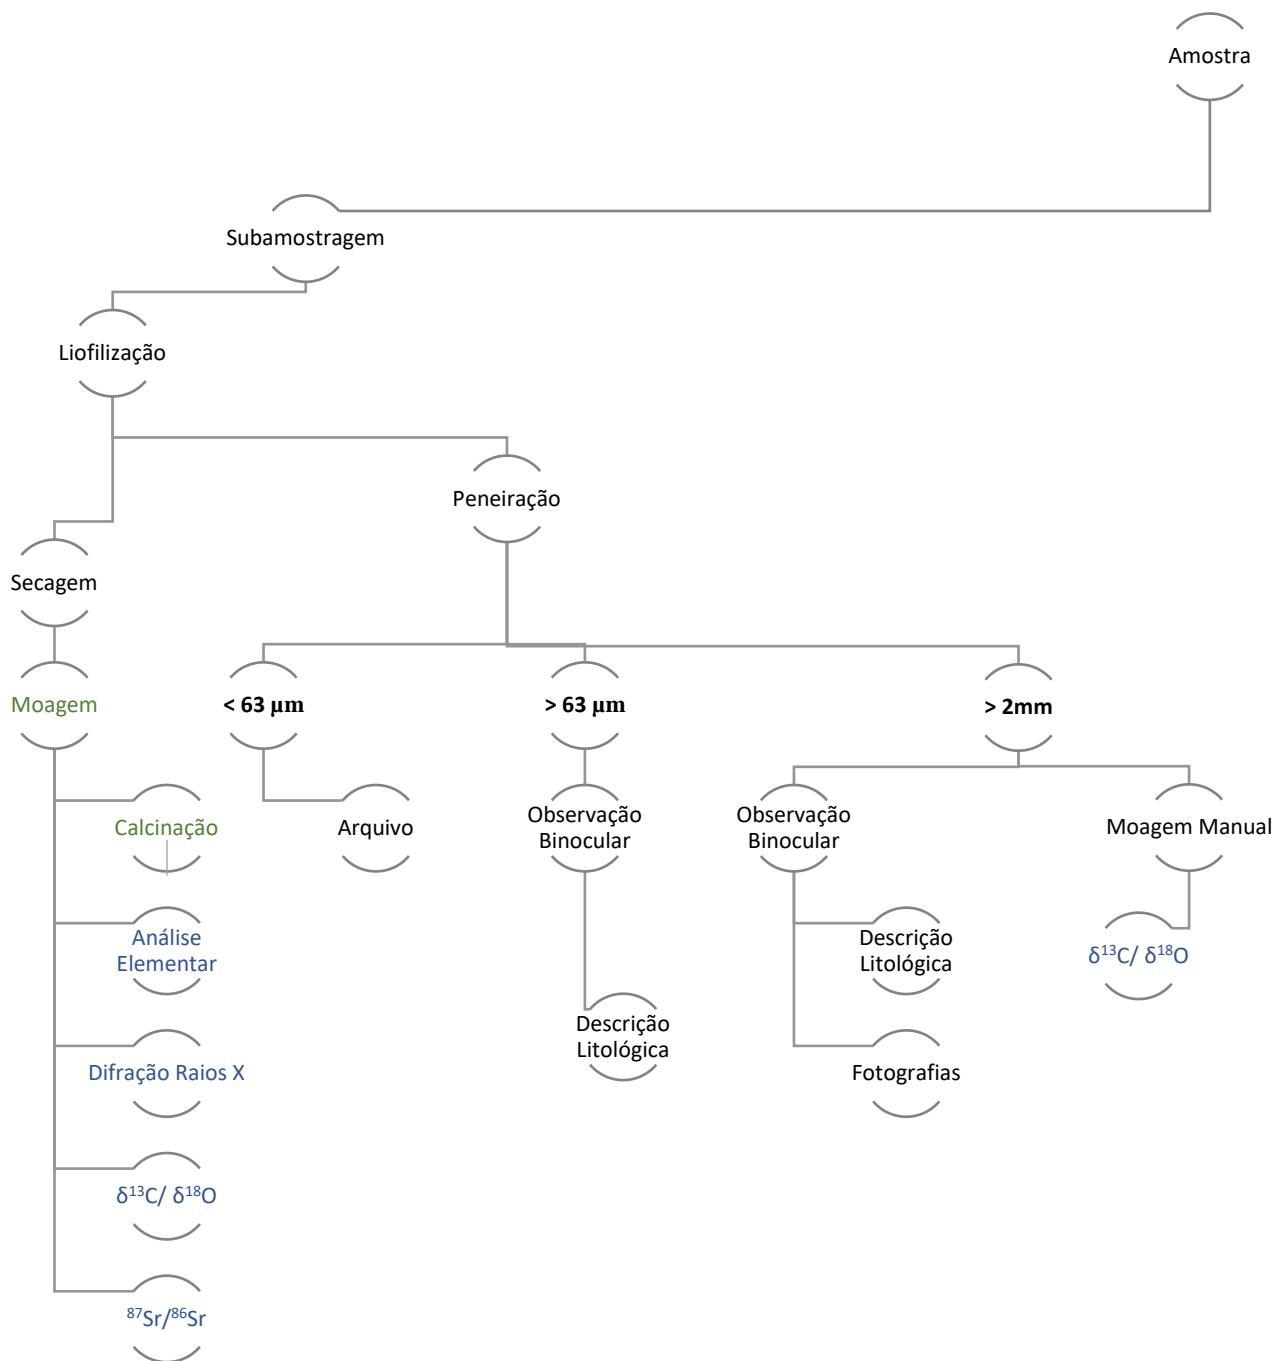 Amostra
Subamostragem
Liofilização
Peneiração
Secagem
Moagem
< 63 µm
> 63 µm
> 2mm
Calcinação
Arquivo
Observação
Binocular
Observação
Binocular
Moagem Manual
Análise
Elementar
Descrição
Litológica
δ¹³C/ δ¹⁸O
Descrição
Litológica
Difração Raios X
Fotografias
δ¹³C/ δ¹⁸O
⁸⁷Sr/⁸⁶Sr